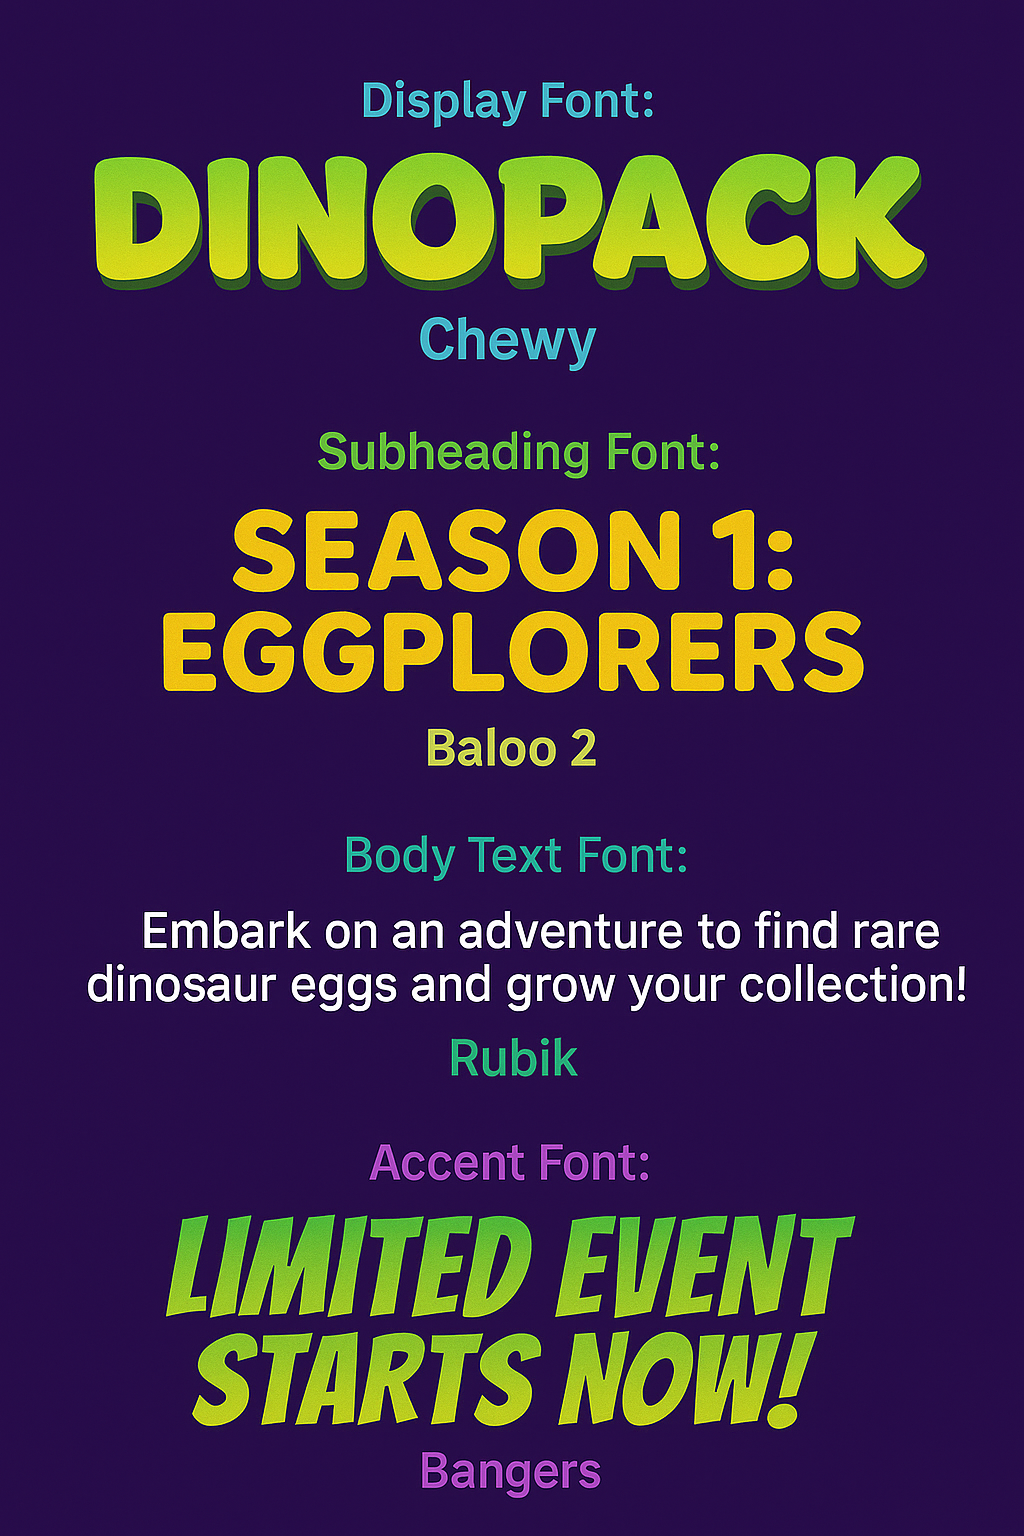 Display Font:
DINOPACK
Chewy
Subheading Font:
SEASON 1:
EGGPLORERS
Baloo 2
Body Text Font:
Embark on an adventure to find rare
dinosaur eggs and grow your collection!
Rubik
Accent Font:
LIMITED EVENT
STARTS NOW!
Bangers